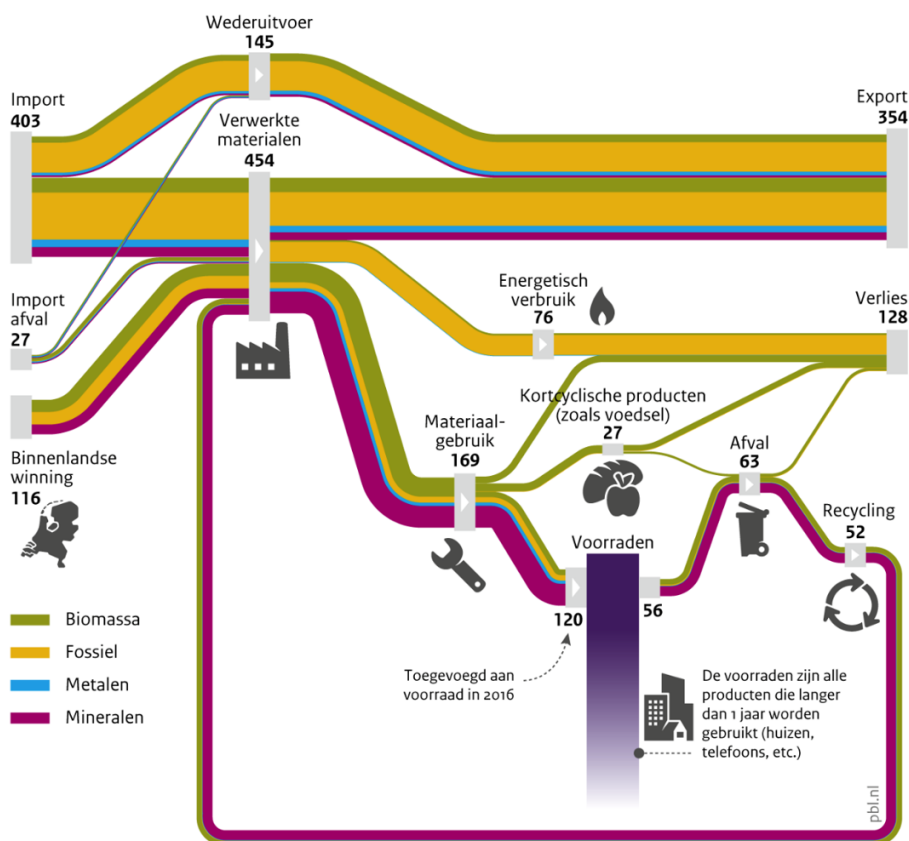 Wederuitvoer
145
Import
403
Verwerkte
materialen
454
Export
354
Import
afval
27
Energetisch
verbruik
76
Verlies
128
Binnenlandse
winning
116
Materiaal-
gebruik
169
Kortcyclische producten
(zoals voedsel)
27
Afval
63
Recycling
52
Voorraden
120
56
Toegevoegd aan
voorraad in 2016
De voorraden zijn alle
producten die langer
dan 1 jaar worden
gebruikt (huizen,
telefoons, etc.)
Biomassa
Fossiel
Metalen
Mineralen
pbl.nl